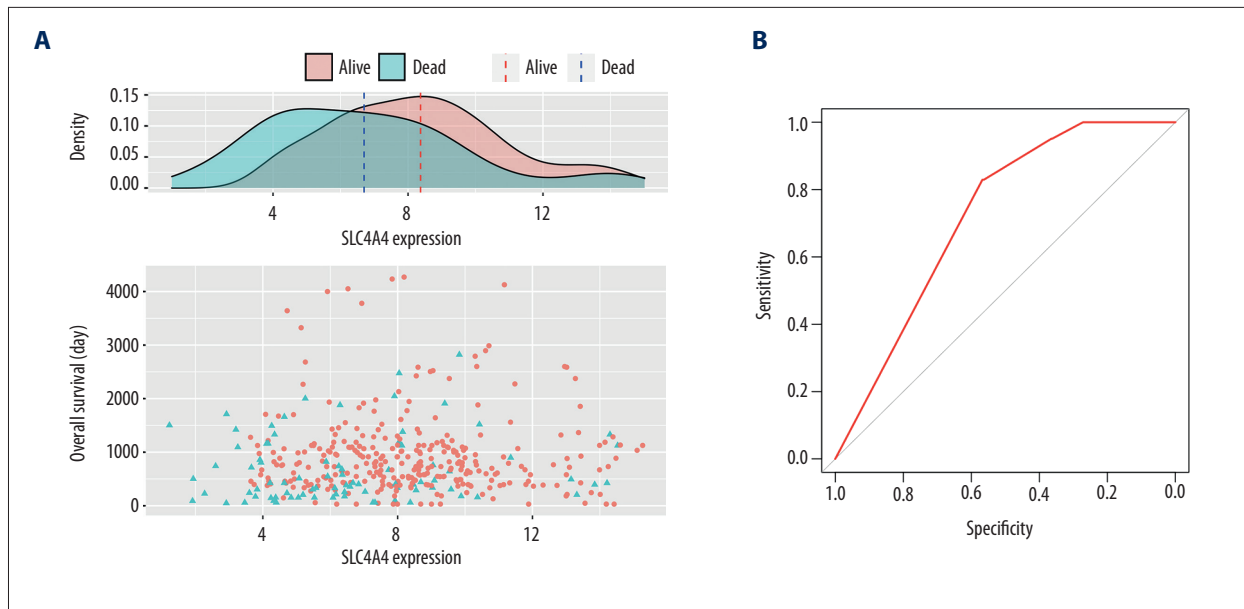 A
Alive Dead Alive Dead
0.15
0.10
0.05
0.00
Density
4 8 12
SLC4A4 expression
4000
3000
2000
1000
0
Overall survival (day)
4 8 12
SLC4A4 expression
B
1.0
0.8
0.6
0.4
0.2
0.0
Sensitivity
1.0 0.8 0.6 0.4 0.2 0.0
Specificity